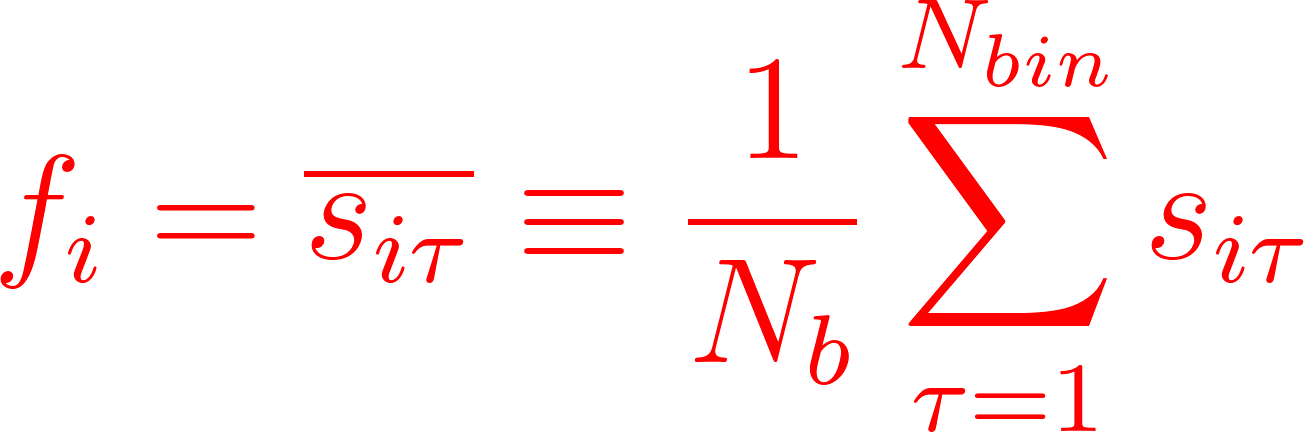 $f_i = \overline{s_{i\tau}} \equiv \frac{1}{N_b} \sum_{\tau=1}^{N_{bin}} s_{i\tau}$